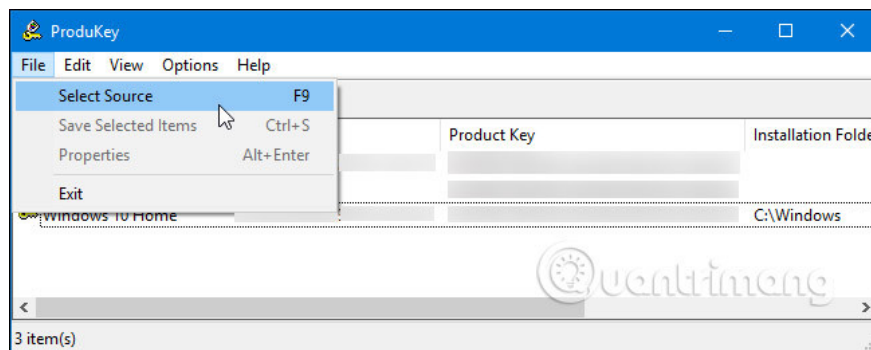 ProduKey
File Edit View Options Help
Select Source F9
Save Selected Items Ctrl+S
Properties Alt+Enter
Exit
Product Key Installation Folde
Windows 10 Home C:\Windows
Quantrimang
3 item(s)